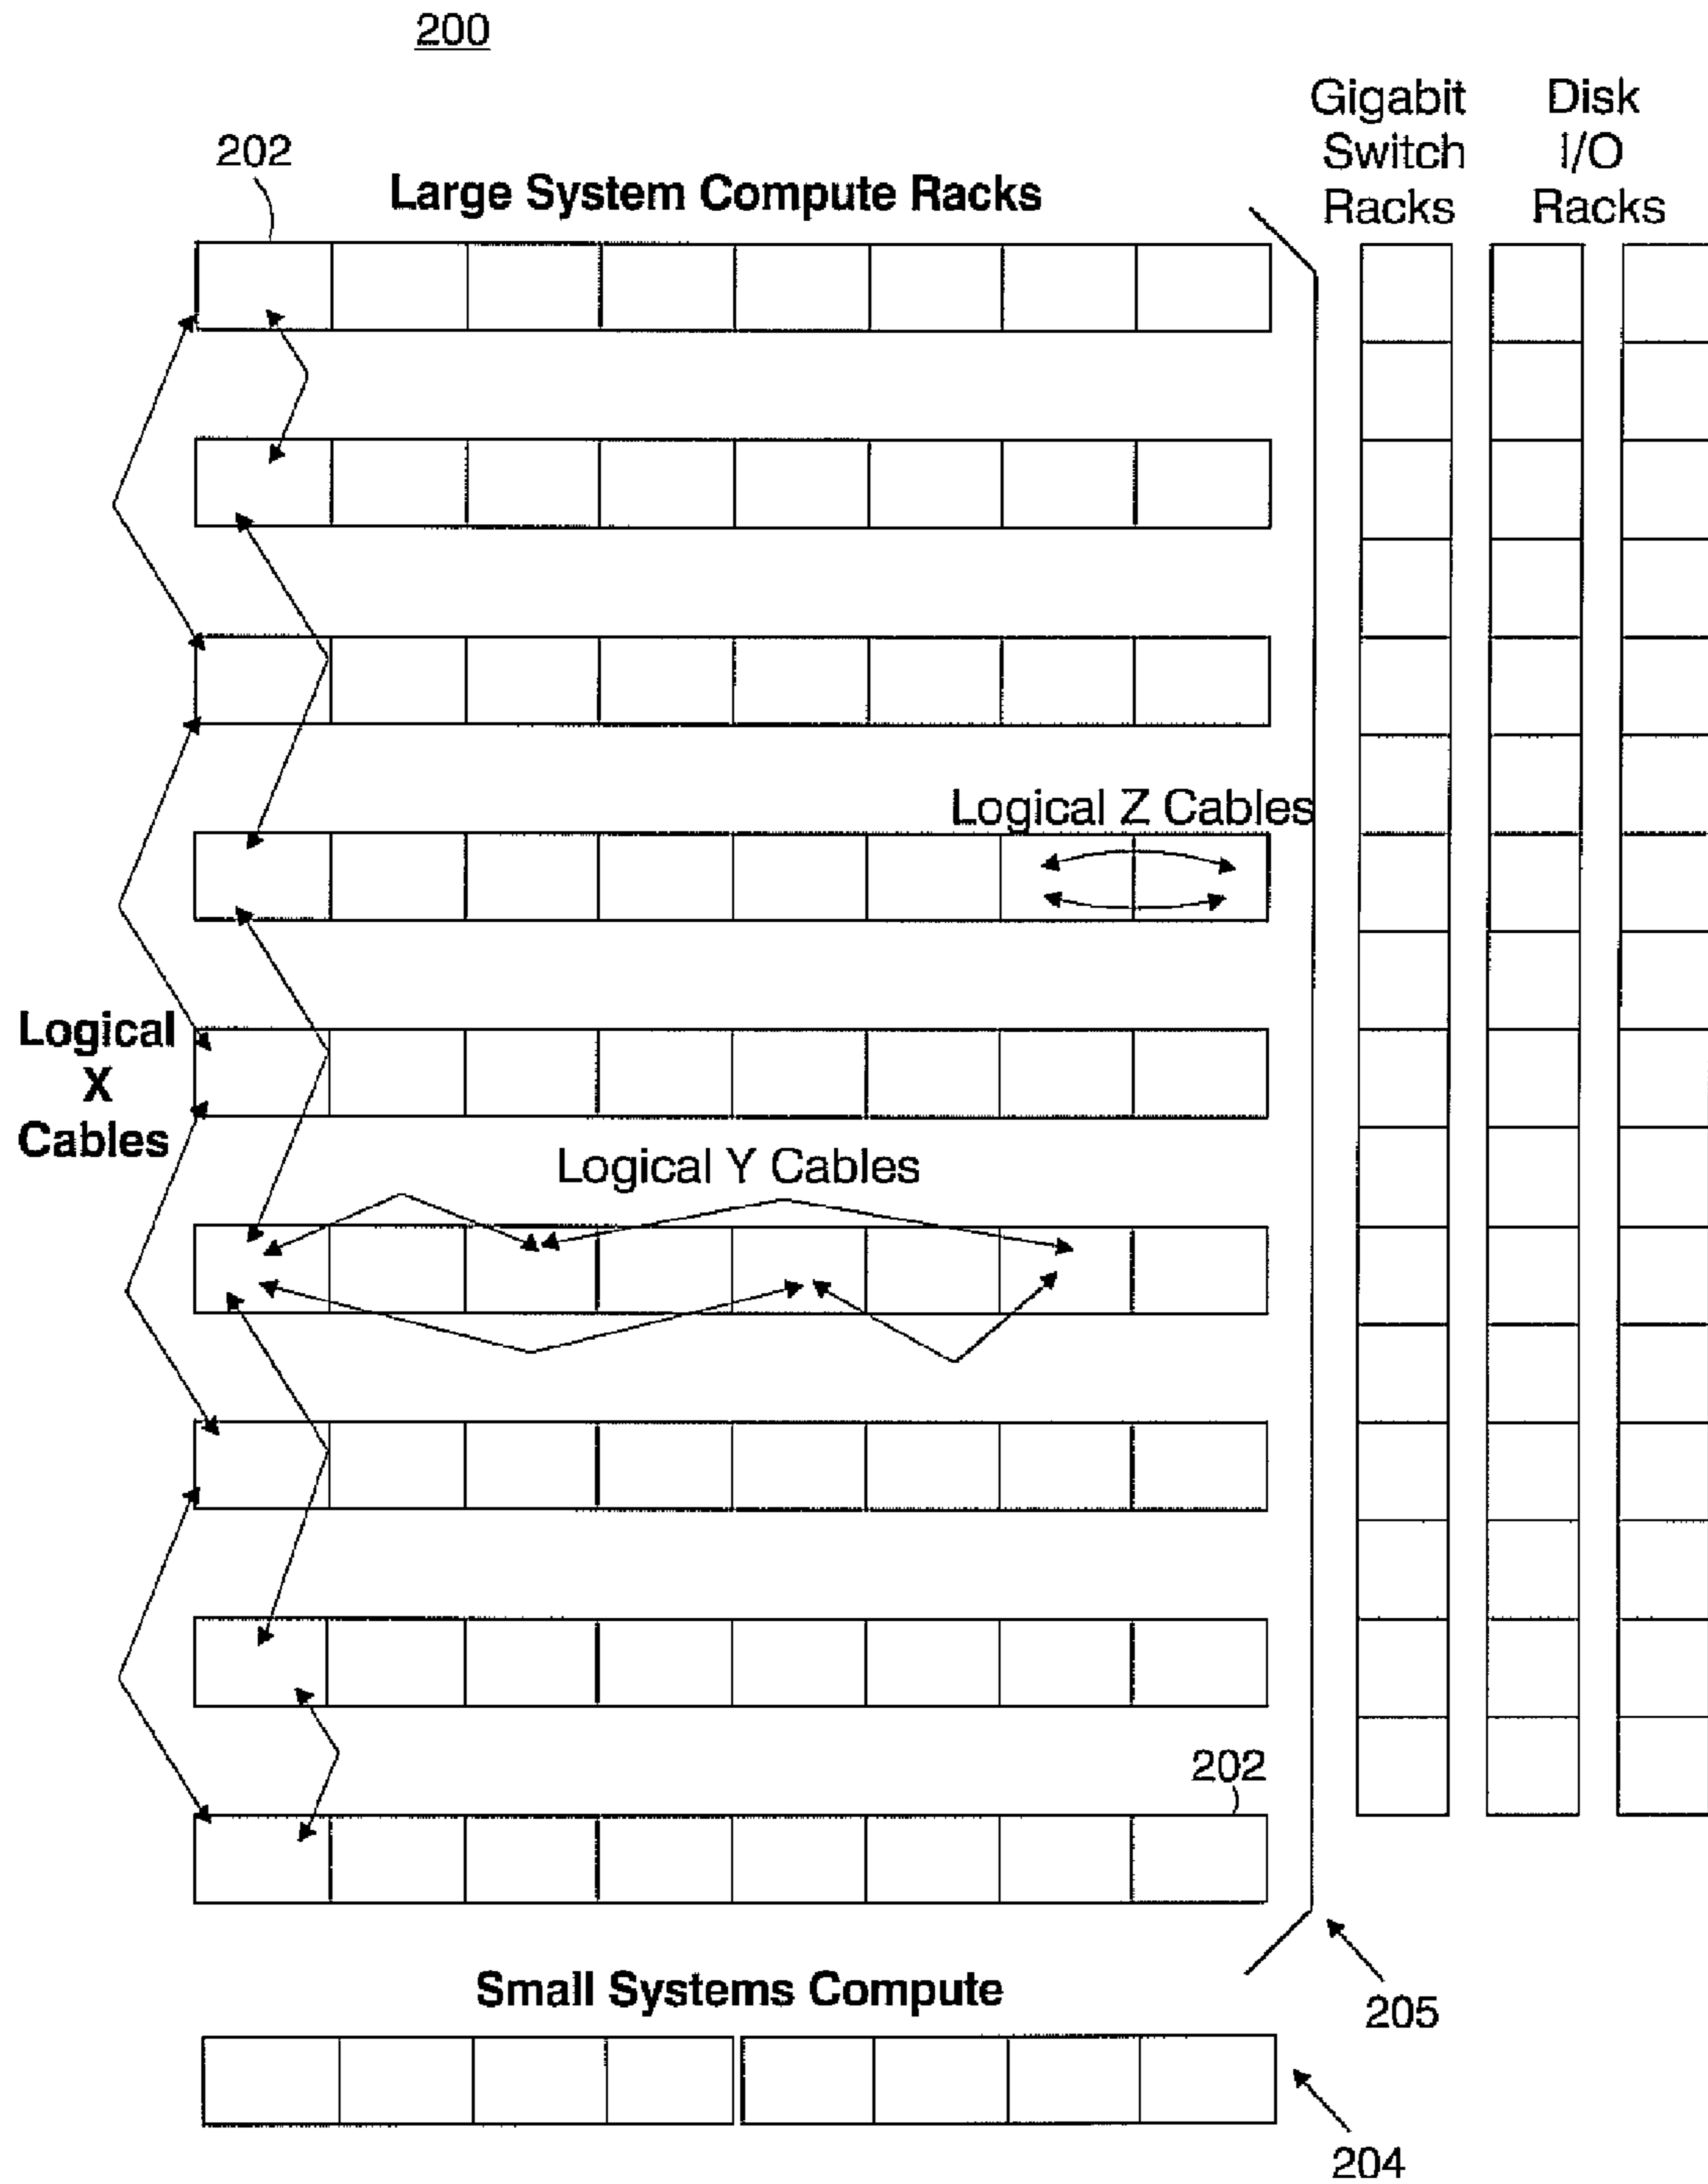 200
Gigabit
Switch
Racks
Disk
I/O
Racks
202
Large System Compute Racks
Logical Z Cables
Logical
X
Cables
Logical Y Cables
202
205
Small Systems Compute
204